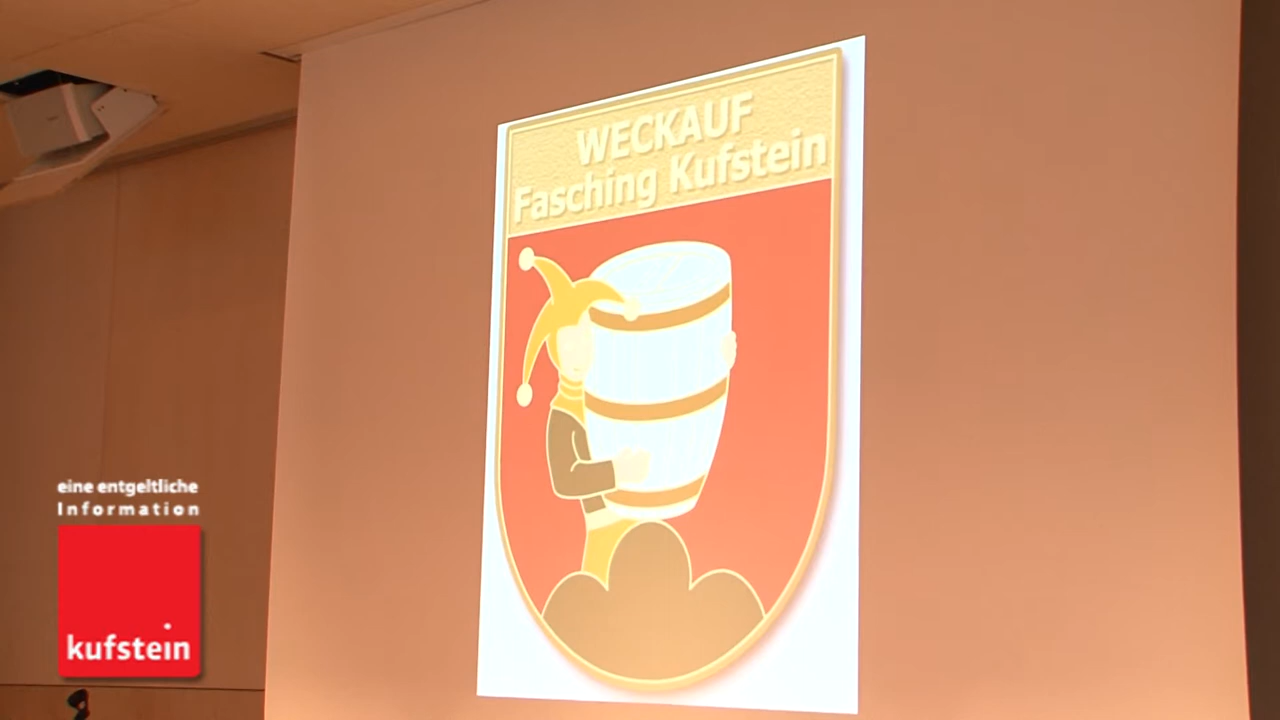 WECKAUF
Fasching Kufstein
eine entgeltliche
Information
kufstein